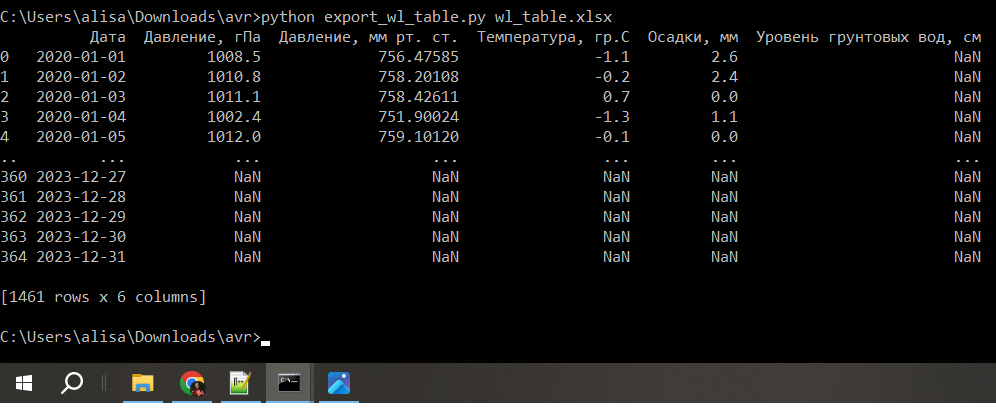 C:\Users\alisa\Downloads\avr>python export_wl_table.py wl_table.xlsx
Дата Давление, гПа Давление, мм рт. ст. Температура, гр.С Осадки, мм Уровень грунтовых вод, см
0 2020-01-01 1008.5 756.47585 -1.1 2.6 NaN
1 2020-01-02 1010.8 758.20108 -0.2 2.4 NaN
2 2020-01-03 1011.1 758.42611 0.7 0.0 NaN
3 2020-01-04 1002.4 751.90024 -1.3 1.1 NaN
4 2020-01-05 1012.0 759.10120 -0.1 0.0 NaN
.. ... ... ... ... ... ...
360 2023-12-27 NaN NaN NaN NaN NaN
361 2023-12-28 NaN NaN NaN NaN NaN
362 2023-12-29 NaN NaN NaN NaN NaN
363 2023-12-30 NaN NaN NaN NaN NaN
364 2023-12-31 NaN NaN NaN NaN NaN
[1461 rows x 6 columns]
C:\Users\alisa\Downloads\avr>